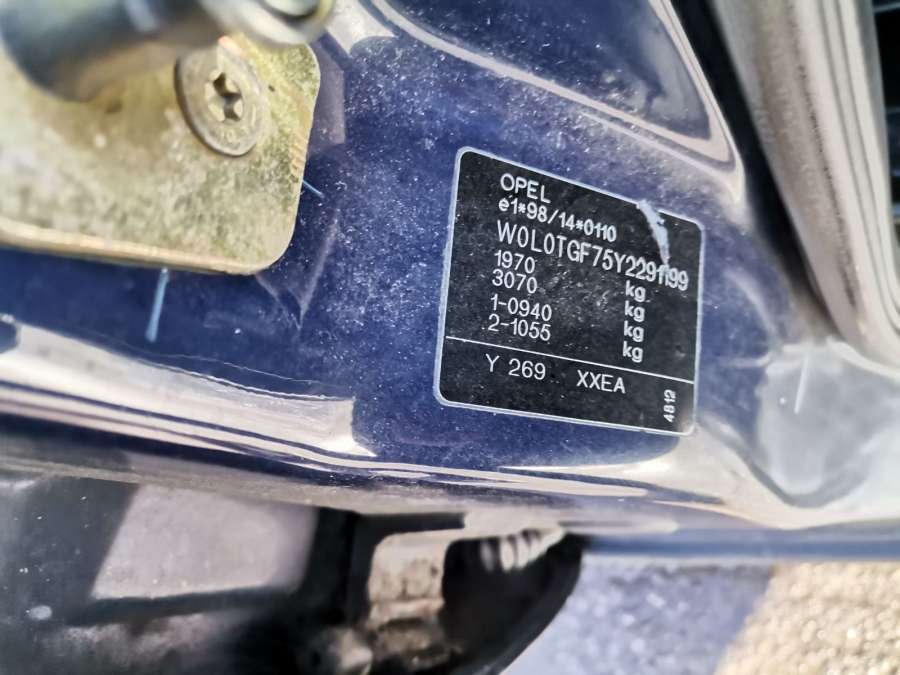 OPEL
e1*98/14*0110
W0L0TGF75Y2291199
1970 kg
3070 kg
1-0940 kg
2-1055 kg
Y 269 XXEA
4812